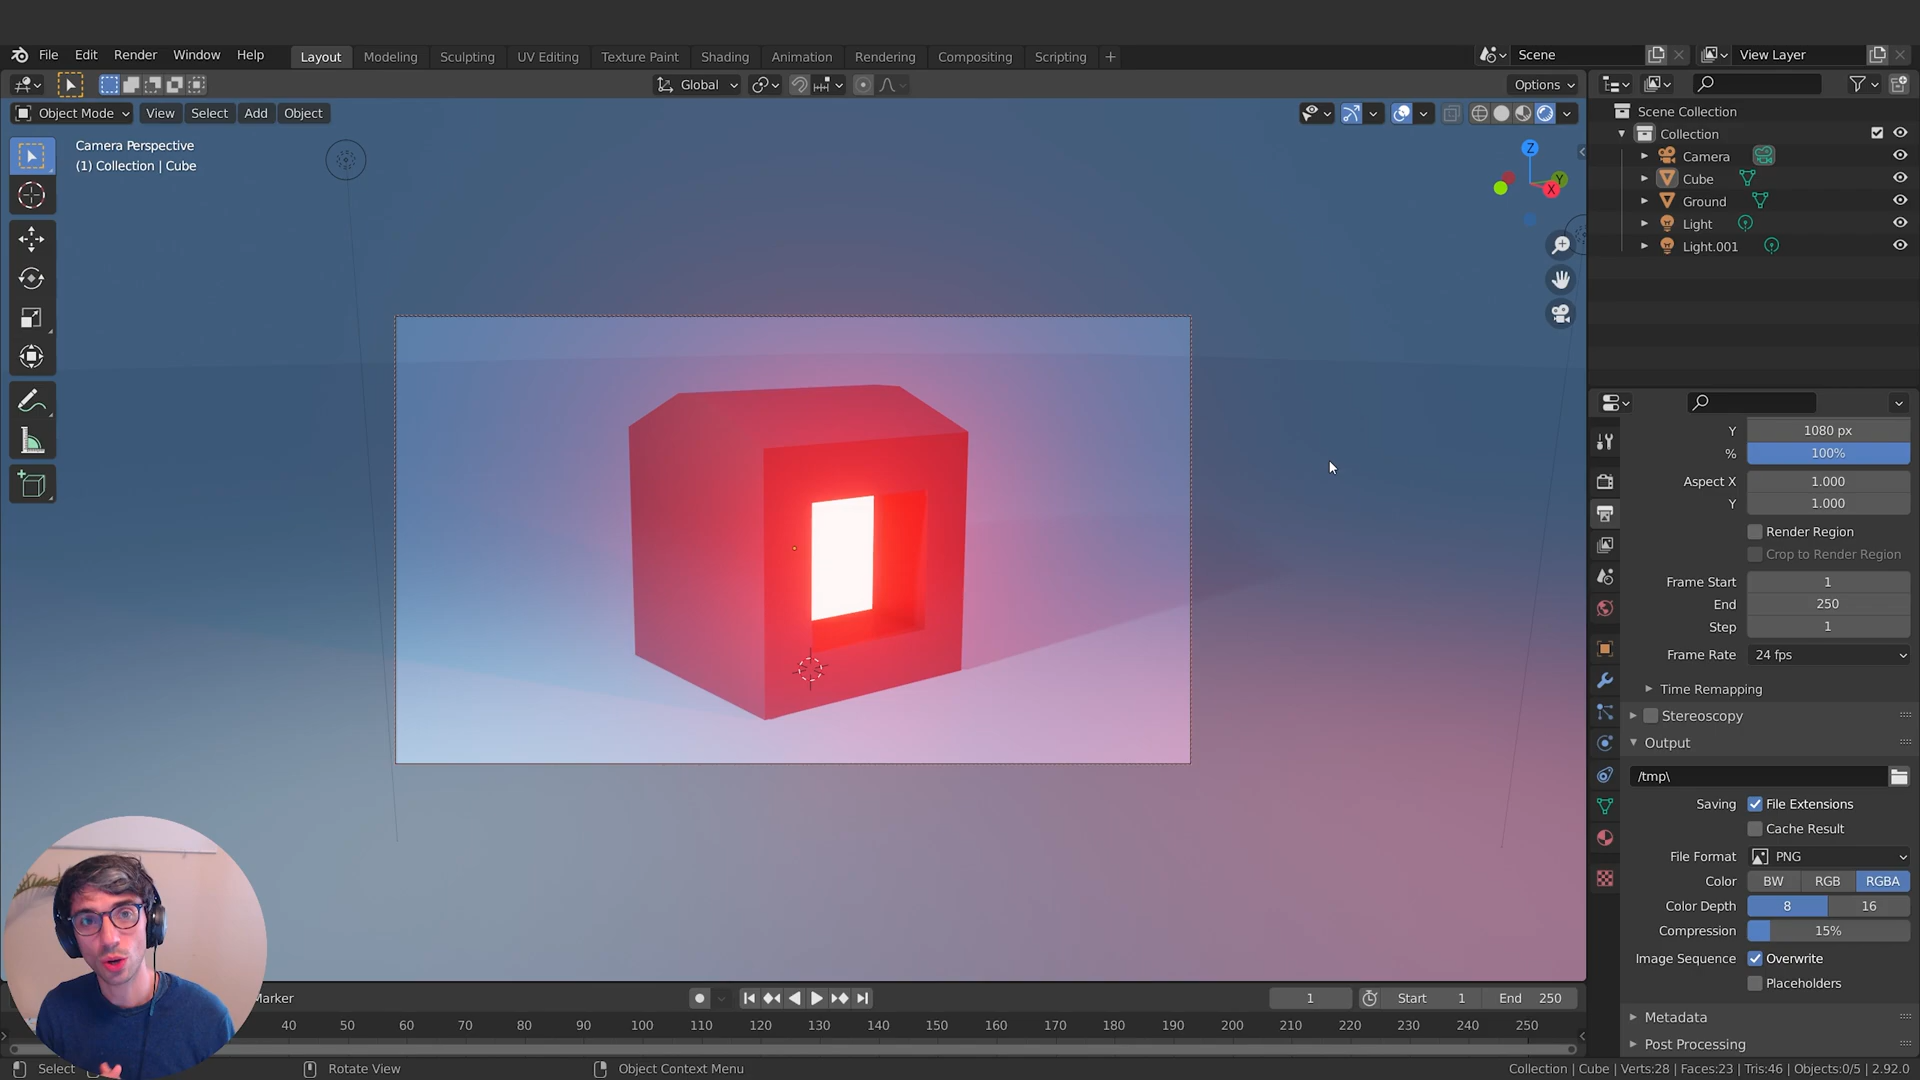 File Edit Render Window Help Layout Modeling Sculpting UV Editing Texture Paint Shading Animation Rendering Compositing Scripting + Scene View Layer
Global Options
Object Mode View Select Add Object
Camera Perspective
(1) Collection | Cube
Z
Y
X
Scene Collection
Collection
Camera
Cube
Ground
Light
Light.001
Y 1080 px
% 100%
Aspect X 1.000
Y 1.000
Render Region
Crop to Render Region
Frame Start 1
End 250
Step 1
Frame Rate 24 fps
Time Remapping
Stereoscopy
Output
/tmp\
Saving File Extensions
Cache Result
File Format PNG
Color BW RGB RGBA
Color Depth 8 16
Compression 15%
Image Sequence Overwrite
Placeholders
Metadata
Post Processing
Marker 1 Start 1 End 250
40 50 60 70 80 90 100 110 120 130 140 150 160 170 180 190 200 210 220 230 240 250
Select Rotate View Object Context Menu Collection | Cube | Verts:28 | Faces:23 | Tris:46 | Objects:0/5 | 2.92.0